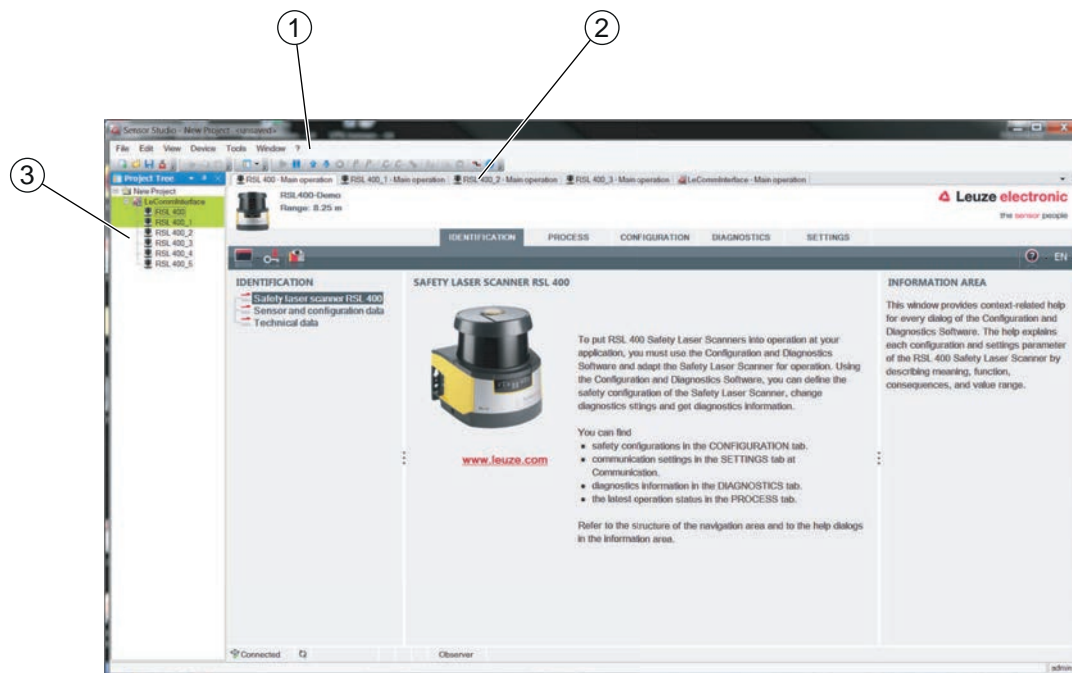 1
2
3
Sensor Studio - New Project <unsaved>
File Edit View Device Tools Window ?
Project Tree
New Project
LeCommInterface
RSL 400
RSL 400_1
RSL 400_2
RSL 400_3
RSL 400_4
RSL 400_5
RSL 400 - Main operation
RSL 400_1 - Main operation
RSL 400_2 - Main operation
RSL 400_3 - Main operation
LeCommInterface - Main operation
RSL400-Demo
Range: 8.25 m
Leuze electronic
the sensor people
IDENTIFICATION PROCESS CONFIGURATION DIAGNOSTICS SETTINGS
? EN
IDENTIFICATION
Safety laser scanner RSL 400
Sensor and configuration data
Technical data
SAFETY LASER SCANNER RSL 400
www.leuze.com
To put RSL 400 Safety Laser Scanners into operation at your
application, you must use the Configuration and Diagnostics
Software and adapt the Safety Laser Scanner for operation. Using
the Configuration and Diagnostics Software, you can define the
safety configuration of the Safety Laser Scanner, change
diagnostics sttings and get diagnostics information.
You can find
• safety configurations in the CONFIGURATION tab.
• communication settings in the SETTINGS tab at
Communication.
• diagnostics information in the DIAGNOSTICS tab.
• the latest operation status in the PROCESS tab.
Refer to the structure of the navigation area and to the help dialogs
in the information area.
INFORMATION AREA
This window provides context-related help
for every dialog of the Configuration and
Diagnostics Software. The help explains
each configuration and settings parameter
of the RSL 400 Safety Laser Scanner by
describing meaning, function,
consequences, and value range.
Connected
Observer
admin